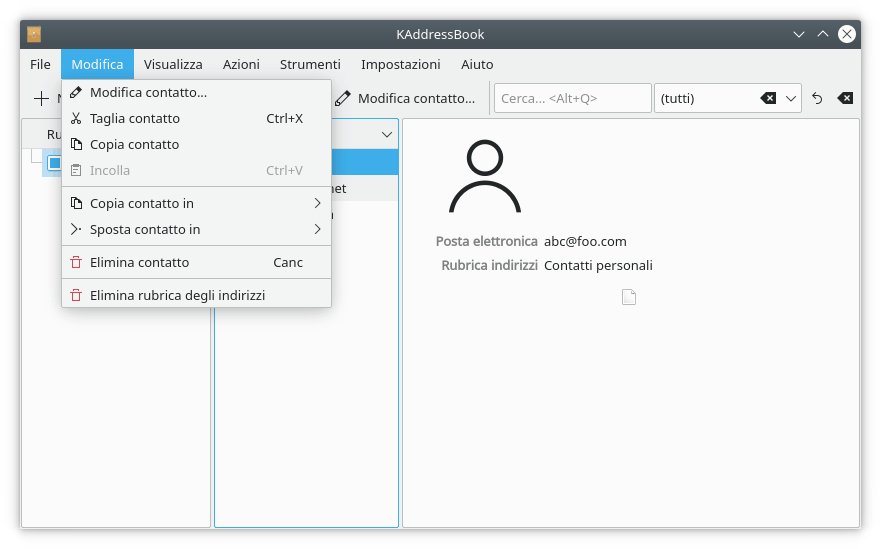 KAddressBook
File Modifica Visualizza Azioni Strumenti Impostazioni Aiuto
Modifica contatto... Cerca... <Alt+Q> (tutti)
Modifica contatto...
Taglia contatto Ctrl+X
Copia contatto
Incolla Ctrl+V
Copia contatto in
Sposta contatto in
Elimina contatto Canc
Elimina rubrica degli indirizzi
Posta elettronica abc@foo.com
Rubrica indirizzi Contatti personali